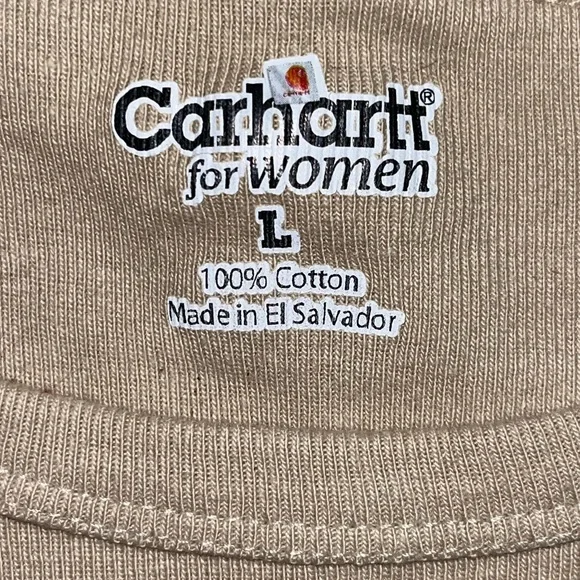 Carhartt®
for women
L
100% Cotton
Made in El Salvador